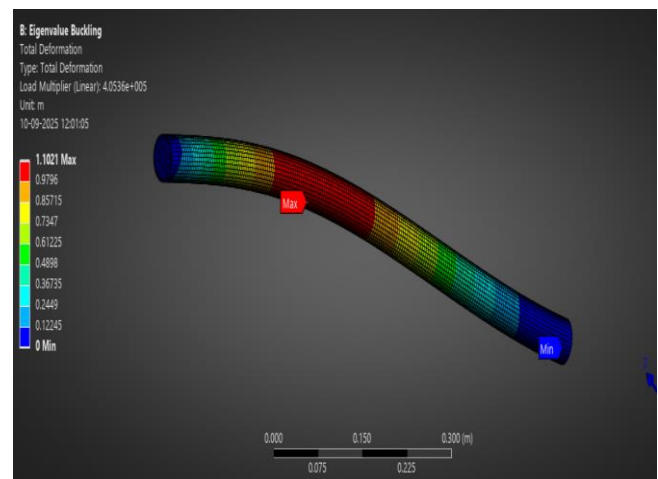 B: Eigenvalue Buckling
Total Deformation
Type: Total Deformation
Load Multiplier (Linear): 4.0536e+005
Unit: m
10-09-2025 12:01:05
1.1021 Max
0.9796
0.85715
0.7347
0.61225
0.4898
0.36735
0.2449
0.12245
0 Min
Max
Min
0.000 0.150 0.300 (m)
0.075 0.225